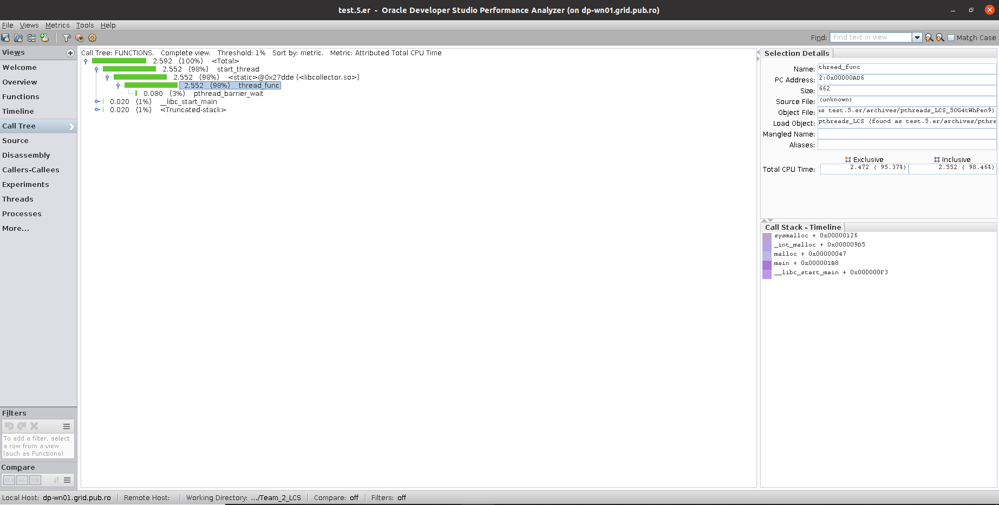 test.5.er  -  Oracle Developer Studio Performance Analyzer (on dp-wn01.grid.pub.ro)
File Views Metrics Tools Help
Find: Find text in view Match Case
Views
Welcome
Overview
Functions
Timeline
Call Tree
Source
Disassembly
Callers-Callees
Experiments
Threads
Processes
More...
Filters
To add a filter, select
a row from a view
(such as Functions)
Compare
12.3 +/- 1.1X
Call Tree: FUNCTIONS.   Complete view.   Threshold: 1%   Sort by: metric.   Metric: Attributed Total CPU Time
2.592 (100%) <Total>
2.552 (98%) start_thread
2.552 (98%) <static>@0x27dde (<libcollector.so>)
2.552 (98%) thread_func
0.080 (3%) pthread_barrier_wait
0.020 (1%) __libc_start_main
0.020 (1%) <Truncated-stack>
Selection Details
Name: thread_func
PC Address: 2:0x00000AD6
Size: 662
Source File: (unknown)
Object File: as test.5.er/archives/pthreads_LCS_5OG4tWhPen9)
Load Object: pthreads_LCS (found as test.5.er/archives/pthre
Mangled Name:
Aliases:
Exclusive Inclusive
Total CPU Time: 2.472 ( 95.37%) 2.552 ( 98.46%)
Call Stack - Timeline
sysmalloc + 0x00000126
_int_malloc + 0x000009D5
malloc + 0x00000047
main + 0x000001B8
__libc_start_main + 0x000000F3
Local Host: dp-wn01.grid.pub.ro Remote Host: Working Directory: .../Team_2_LCS Compare: off Filters: off